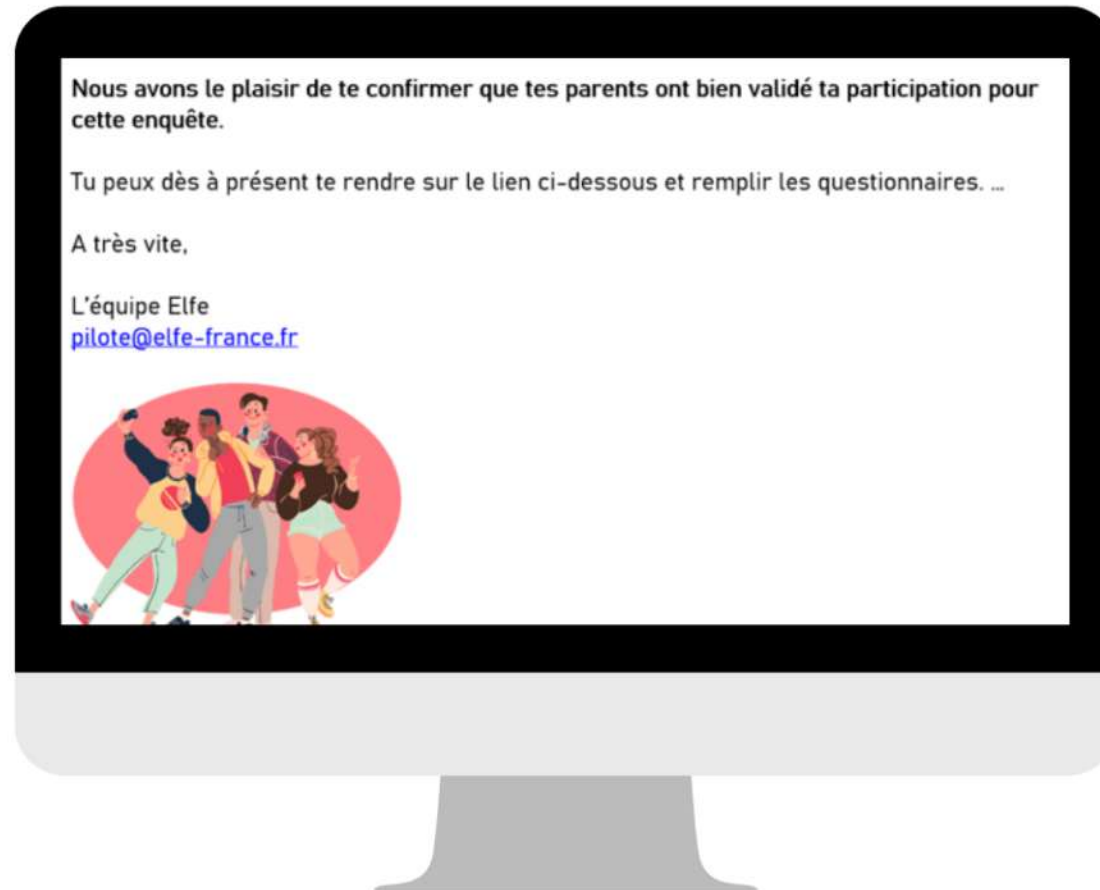 Nous avons le plaisir de te confirmer que tes parents ont bien validé ta participation pour
cette enquête.
Tu peux dès à présent te rendre sur le lien ci-dessous et remplir les questionnaires. ...
A très vite,
L'équipe Elfe
pilote@elfe-france.fr